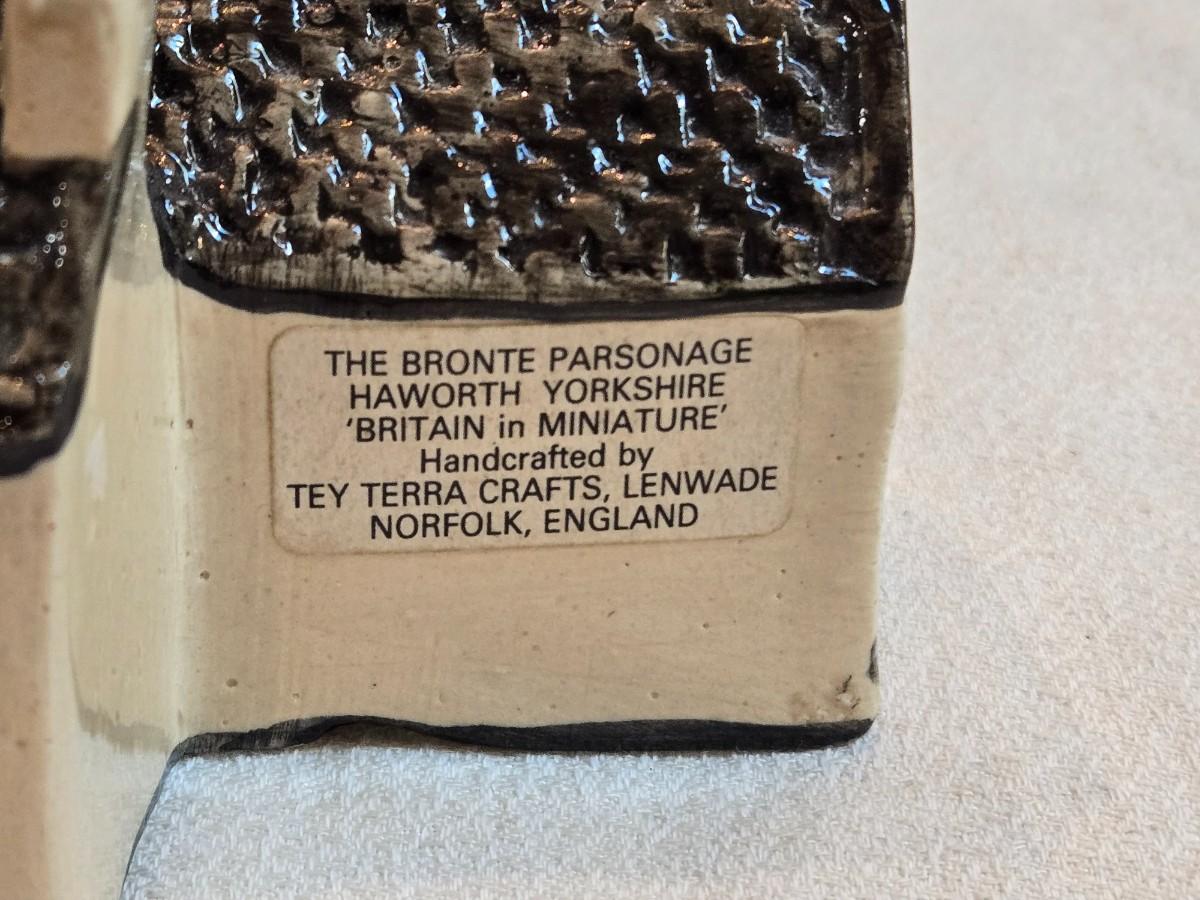 THE BRONTE PARSONAGE
HAWORTH YORKSHIRE
'BRITAIN in MINIATURE'
Handcrafted by
TEY TERRA CRAFTS, LENWADE
NORFOLK, ENGLAND